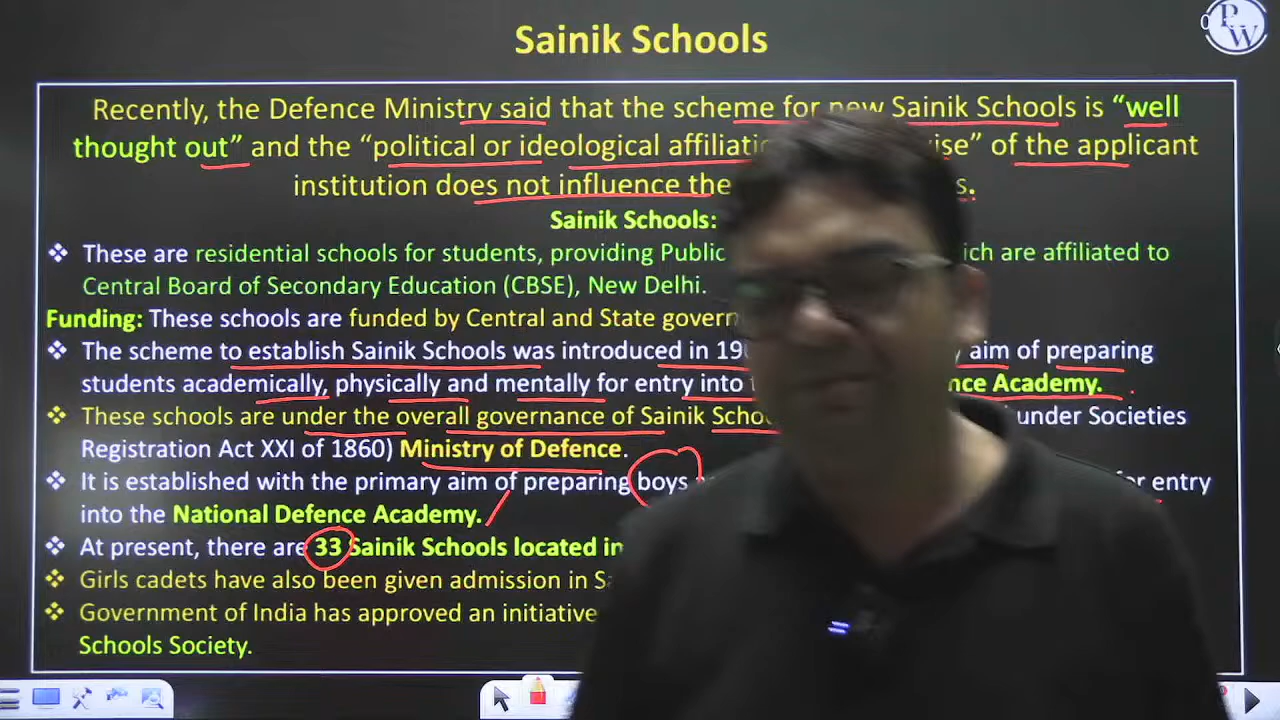 Sainik Schools
PW
Recently, the Defence Ministry said that the scheme for new Sainik Schools is “well
thought out” and the “political or ideological of the applicant
institution does not influence the
Sainik Schools:
❖ These are residential schools for students, providing Public are affiliated to
Central Board of Secondary Education (CBSE), New Delhi.
Funding: These schools are funded by Central and State
❖ The scheme to establish Sainik Schools was introduced in aim of preparing
students academically, physically and mentally for entry into Academy.
❖ These schools are under the overall governance of Sainik under Societies
Registration Act XXI of 1860) Ministry of Defence.
❖ It is established with the primary aim of preparing boys entry
into the National Defence Academy.
❖ At present, there are 33 Sainik Schools located in
❖ Girls cadets have also been given admission in
❖ Government of India has approved an initiative
Schools Society.